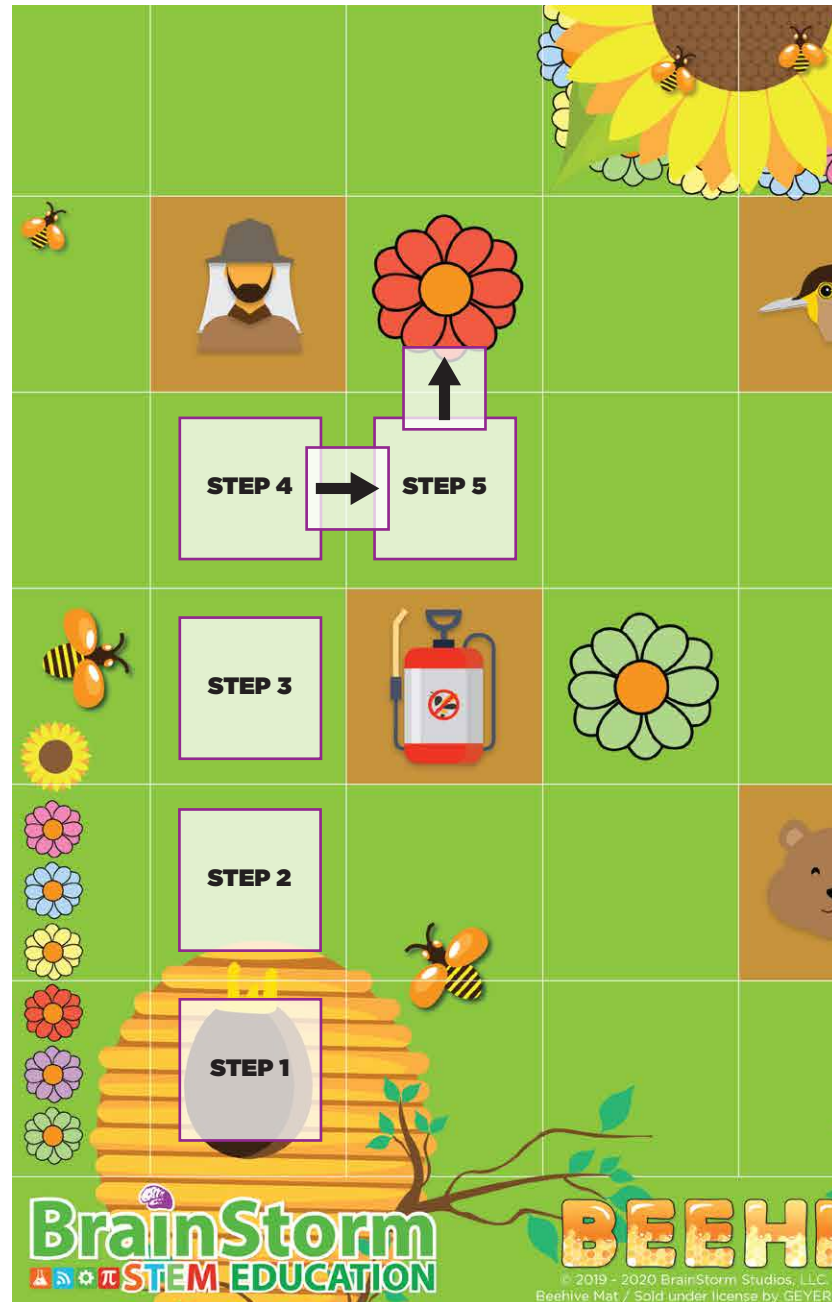 STEP 4
STEP 5
STEP 3
STEP 2
STEP 1
BrainStorm
STEM EDUCATION
BEEH
© 2019 - 2020 BrainStorm Studios, LLC.
Beehive Mat / Sold under license by GEYER